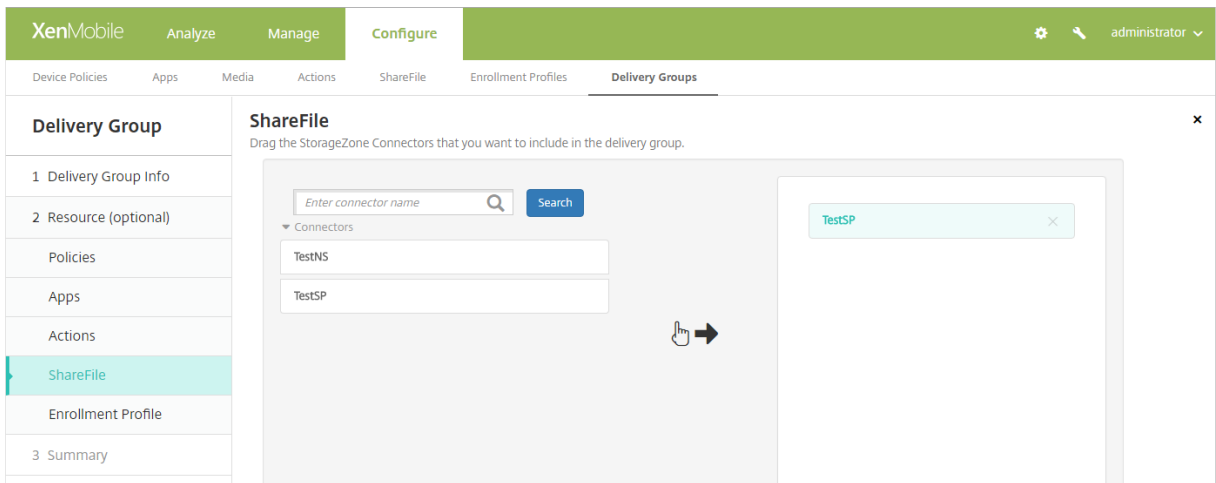 XenMobile Analyze Manage Configure administrator
Device Policies Apps Media Actions ShareFile Enrollment Profiles Delivery Groups
Delivery Group
ShareFile
Drag the StorageZone Connectors that you want to include in the delivery group.
1 Delivery Group Info
2 Resource (optional)
Policies
Apps
Actions
ShareFile
Enrollment Profile
3 Summary
Enter connector name Search
Connectors
TestNS
TestSP
TestSP